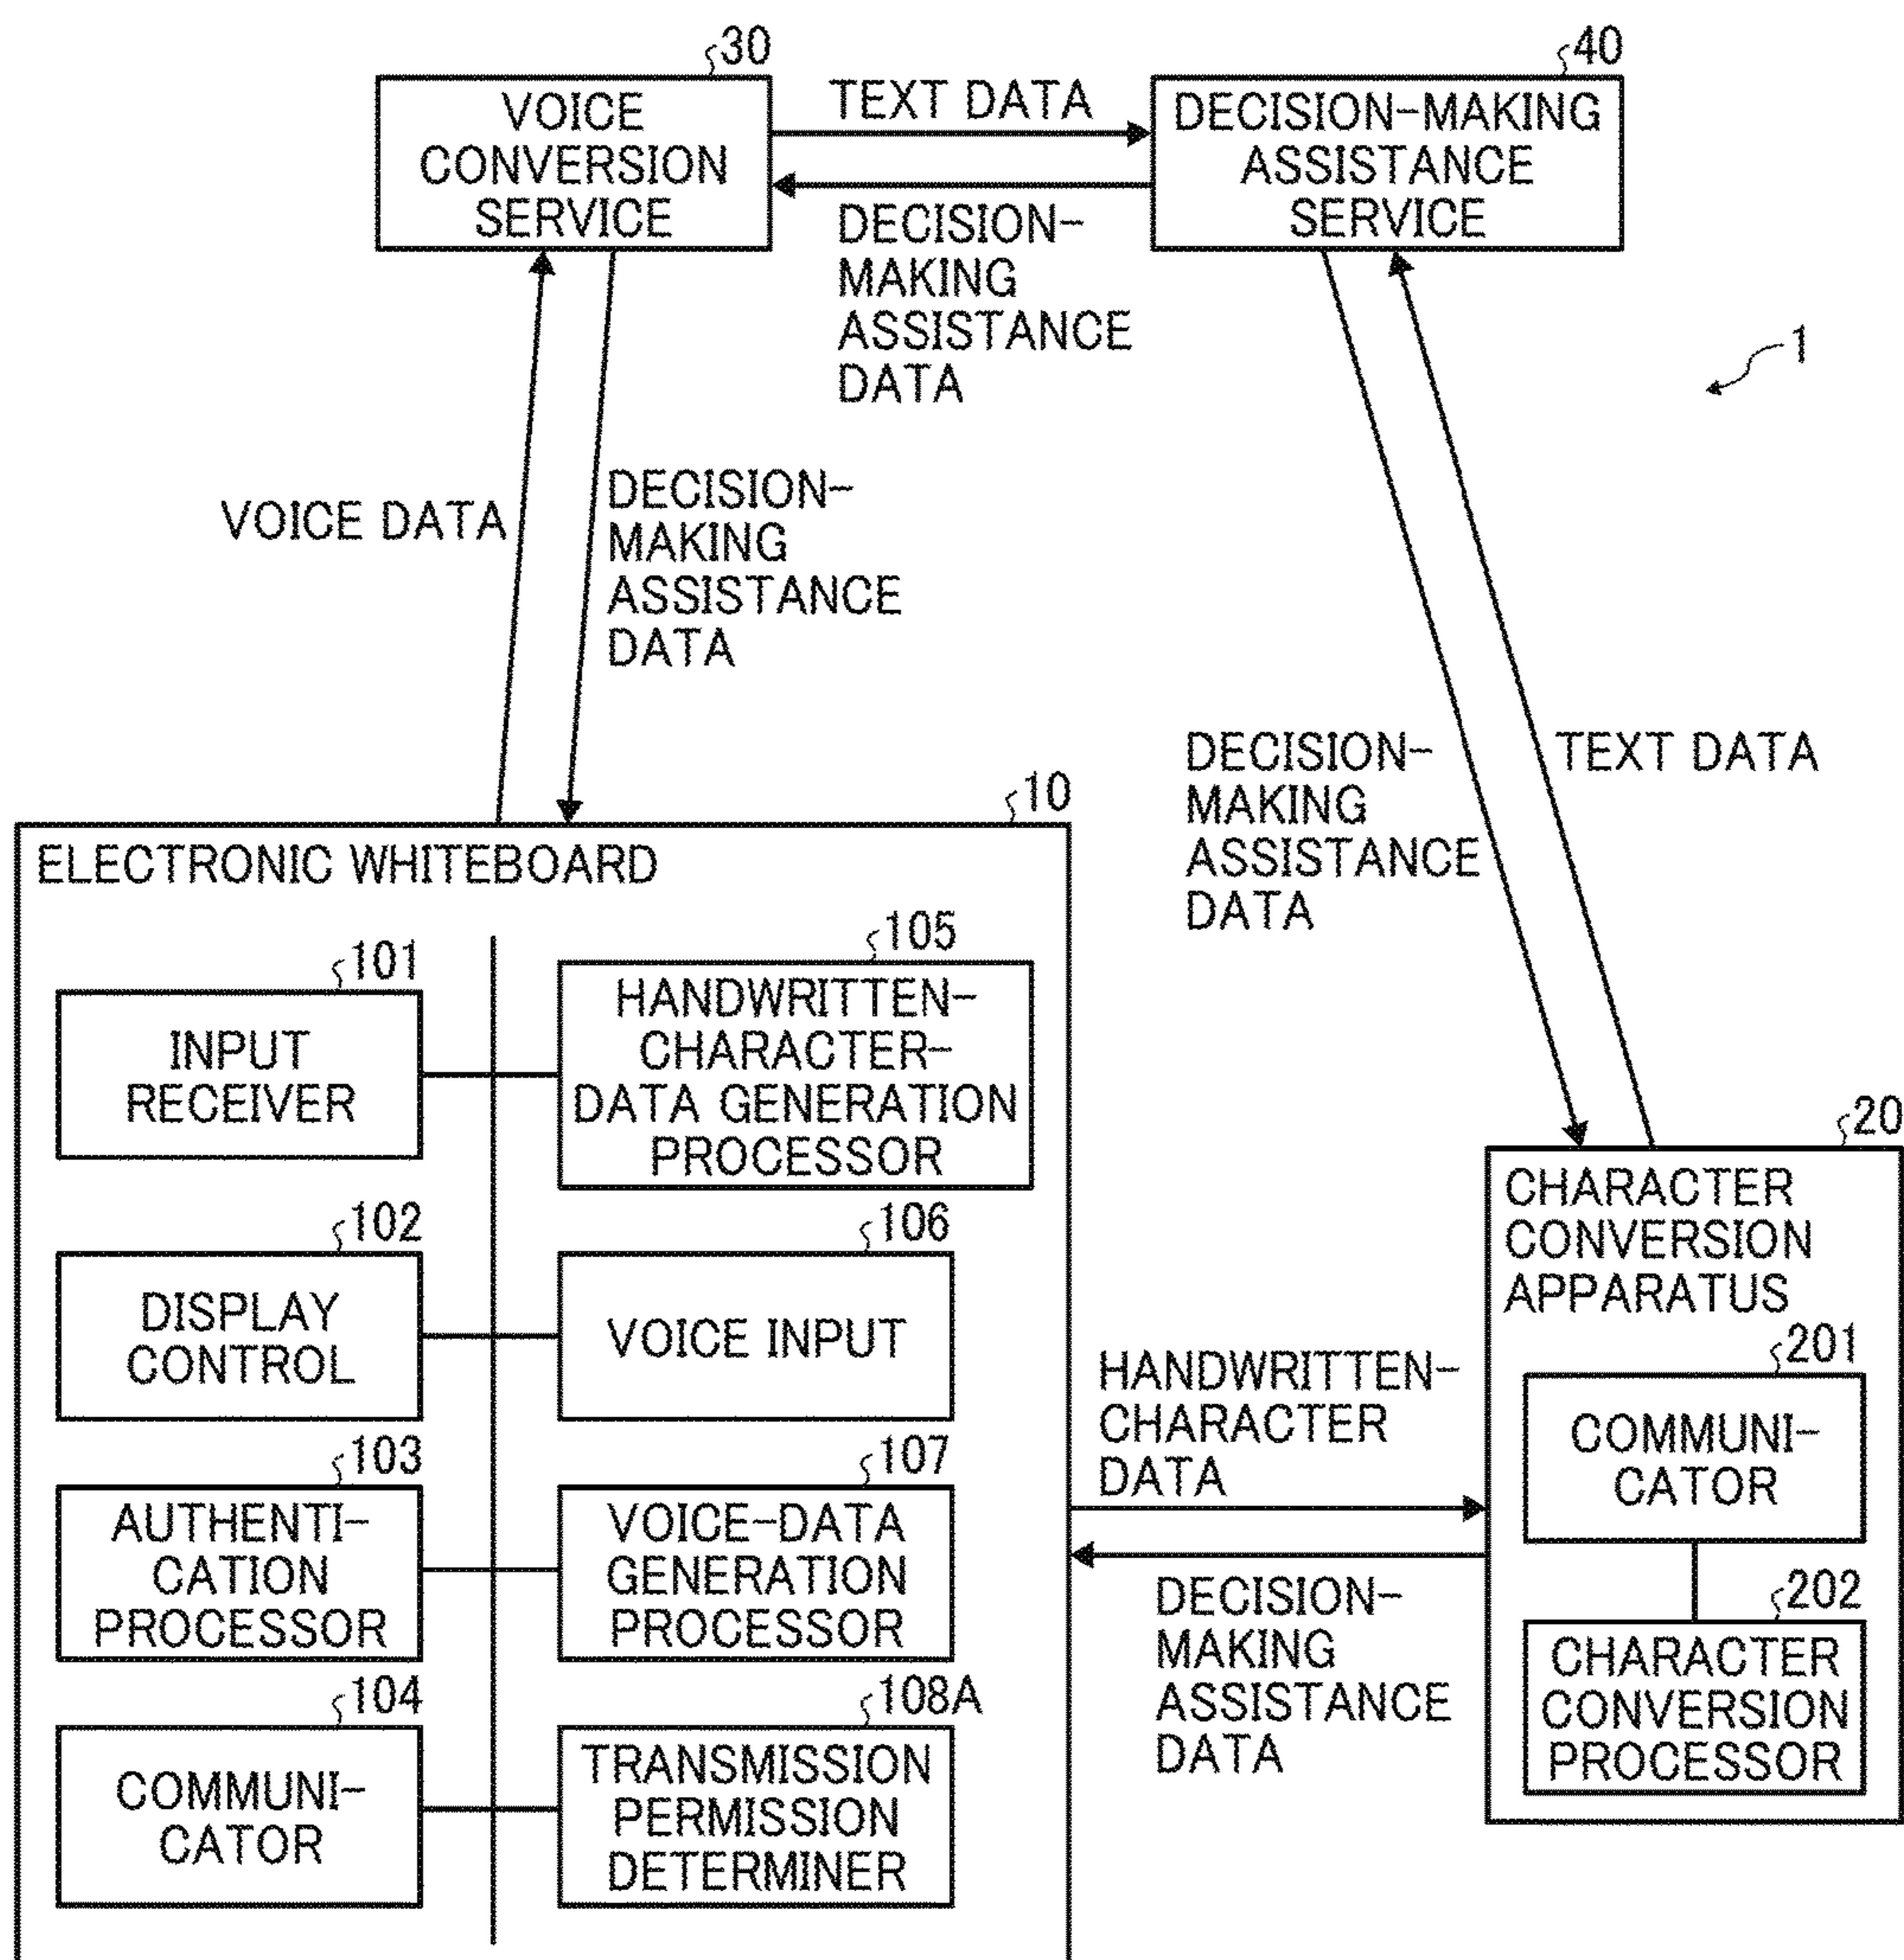 30
VOICE
CONVERSION
SERVICE
TEXT DATA
40
DECISION-MAKING
ASSISTANCE
SERVICE
DECISION-
MAKING
ASSISTANCE
DATA
1
VOICE DATA
DECISION-
MAKING
ASSISTANCE
DATA
DECISION-
MAKING
ASSISTANCE
DATA
TEXT DATA
10
ELECTRONIC WHITEBOARD
101
INPUT
RECEIVER
105
HANDWRITTEN-
CHARACTER-
DATA GENERATION
PROCESSOR
102
DISPLAY
CONTROL
106
VOICE INPUT
103
AUTHENTI-
CATION
PROCESSOR
107
VOICE-DATA
GENERATION
PROCESSOR
104
COMMUNI-
CATOR
108A
TRANSMISSION
PERMISSION
DETERMINER
HANDWRITTEN-
CHARACTER
DATA
DECISION-
MAKING
ASSISTANCE
DATA
20
CHARACTER
CONVERSION
APPARATUS
201
COMMUNI-
CATOR
202
CHARACTER
CONVERSION
PROCESSOR